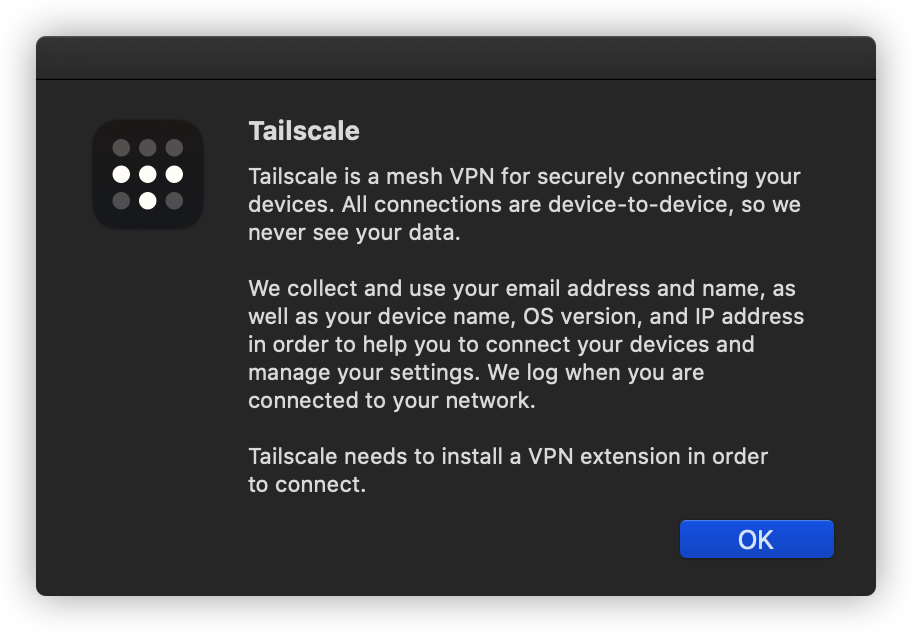 Tailscale
Tailscale is a mesh VPN for securely connecting your
devices. All connections are device-to-device, so we
never see your data.
We collect and use your email address and name, as
well as your device name, OS version, and IP address
in order to help you to connect your devices and
manage your settings. We log when you are
connected to your network.
Tailscale needs to install a VPN extension in order
to connect.
OK